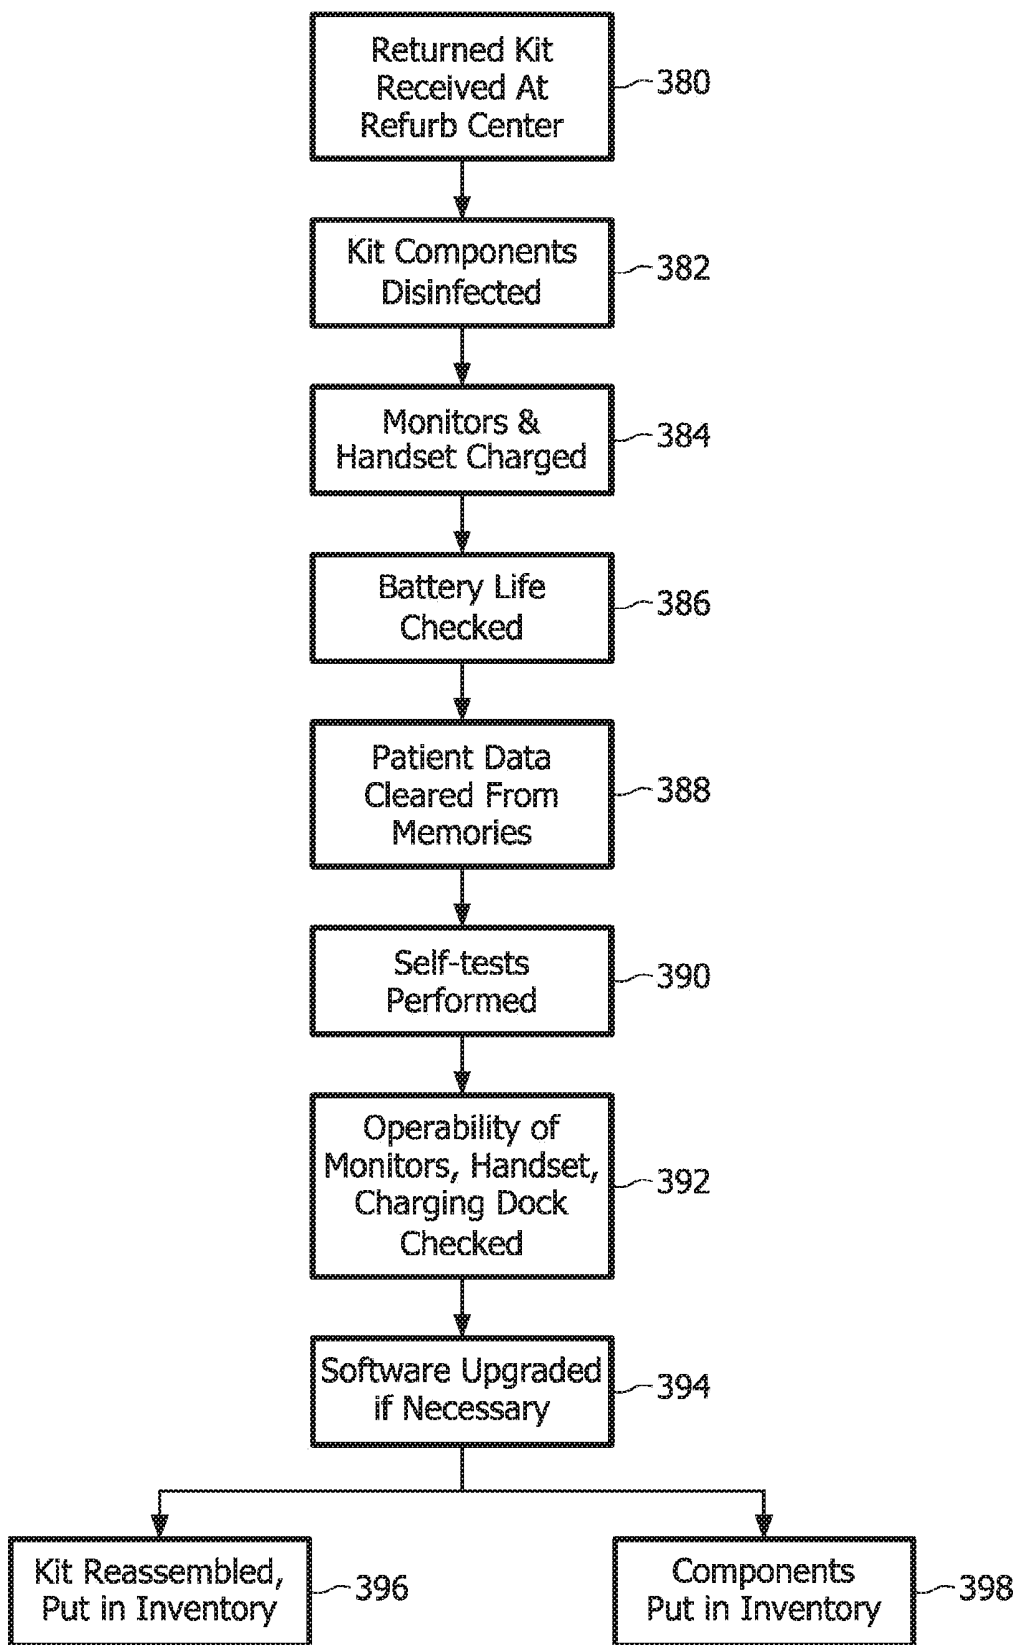 Returned Kit
Received At
Refurb Center
380
Kit Components
Disinfected
382
Monitors &
Handset Charged
384
Battery Life
Checked
386
Patient Data
Cleared From
Memories
388
Self-tests
Performed
390
Operability of
Monitors, Handset,
Charging Dock
Checked
392
Software Upgraded
if Necessary
394
Kit Reassembled,
Put in Inventory
396
Components
Put in Inventory
398